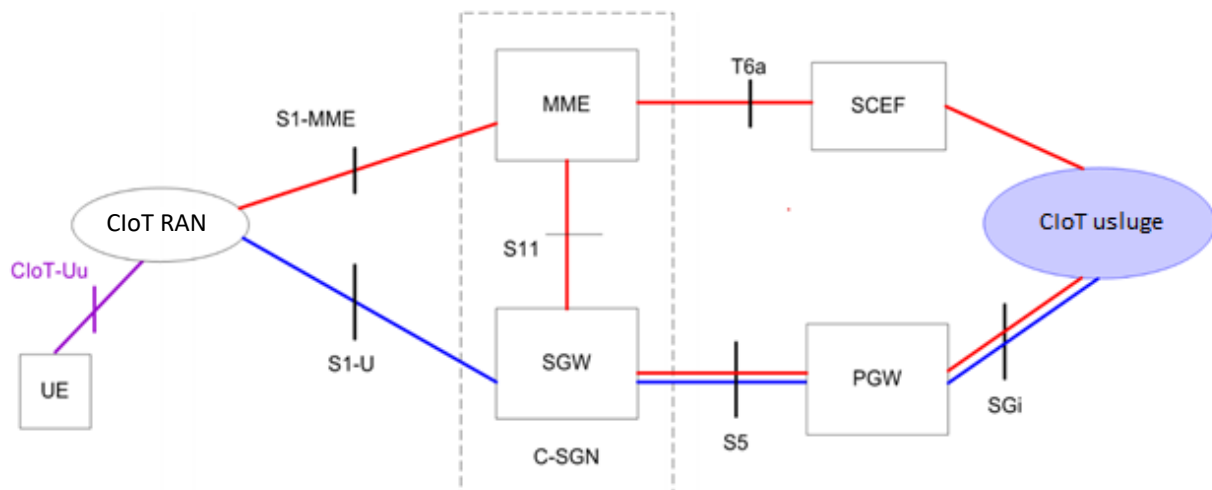 T6a
MME
SCEF
S1-MME
CIoT RAN
CIoT usluge
S11
CIoT-Uu
SGW
PGW
S1-U
UE
SGi
S5
C-SGN